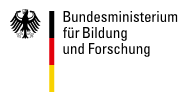 Bundesministerium
für Bildung
und Forschung